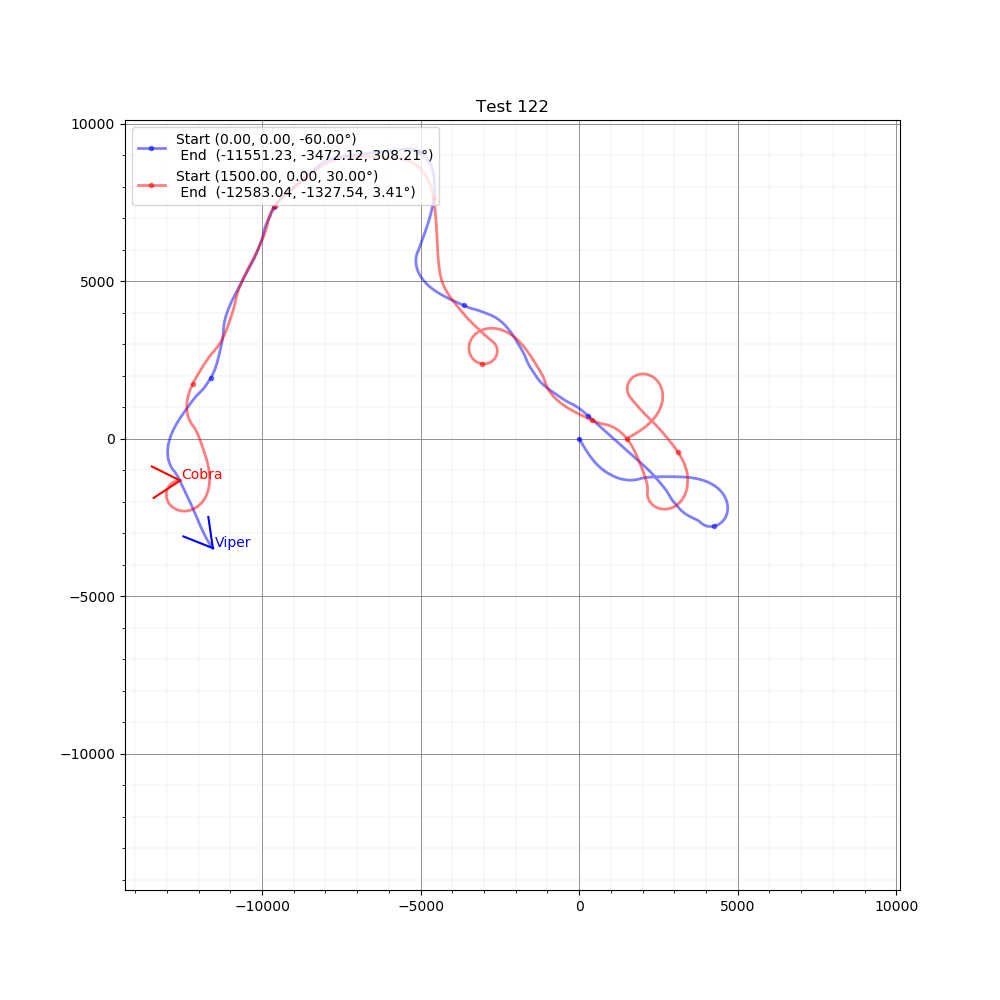 Test 122
Start (0.00, 0.00, -60.00°)
End  (-11551.23, -3472.12, 308.21°)
Start (1500.00, 0.00, 30.00°)
End  (-12583.04, -1327.54, 3.41°)
10000
5000
0
−5000
−10000
Cobra
Viper
−10000 −5000 0 5000 10000